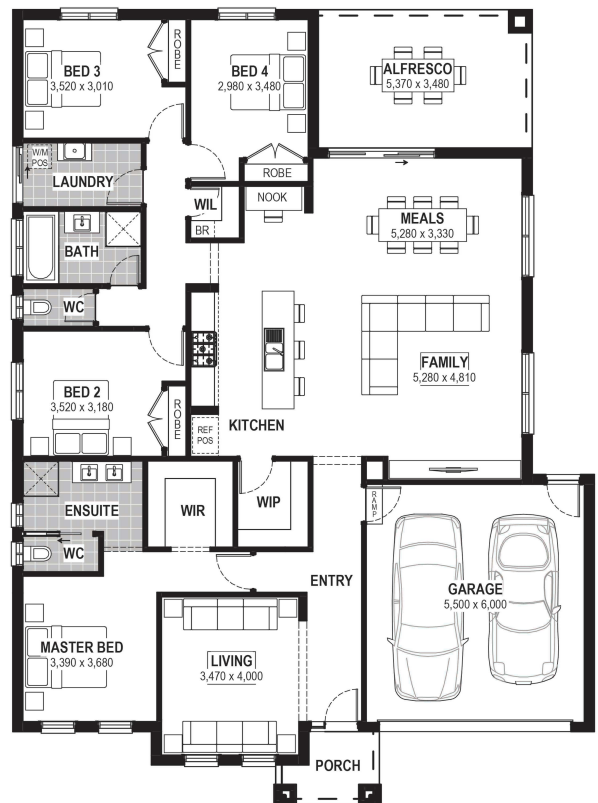 BED 3
3,520 x 3,010
ROBE
BED 4
2,980 x 3,480
ROBE
ALFRESCO
5,370 x 3,480
W/M
POS
LAUNDRY
WIL
BR
NOOK
MEALS
5,280 x 3,330
BATH
WC
FAMILY
5,280 x 4,810
BED 2
3,520 x 3,180
ROBE
REF
POS
KITCHEN
ENSUITE
WC
WIR
WIP
RAMP
ENTRY
GARAGE
5,500 x 6,000
MASTER BED
3,390 x 3,680
LIVING
3,470 x 4,000
PORCH